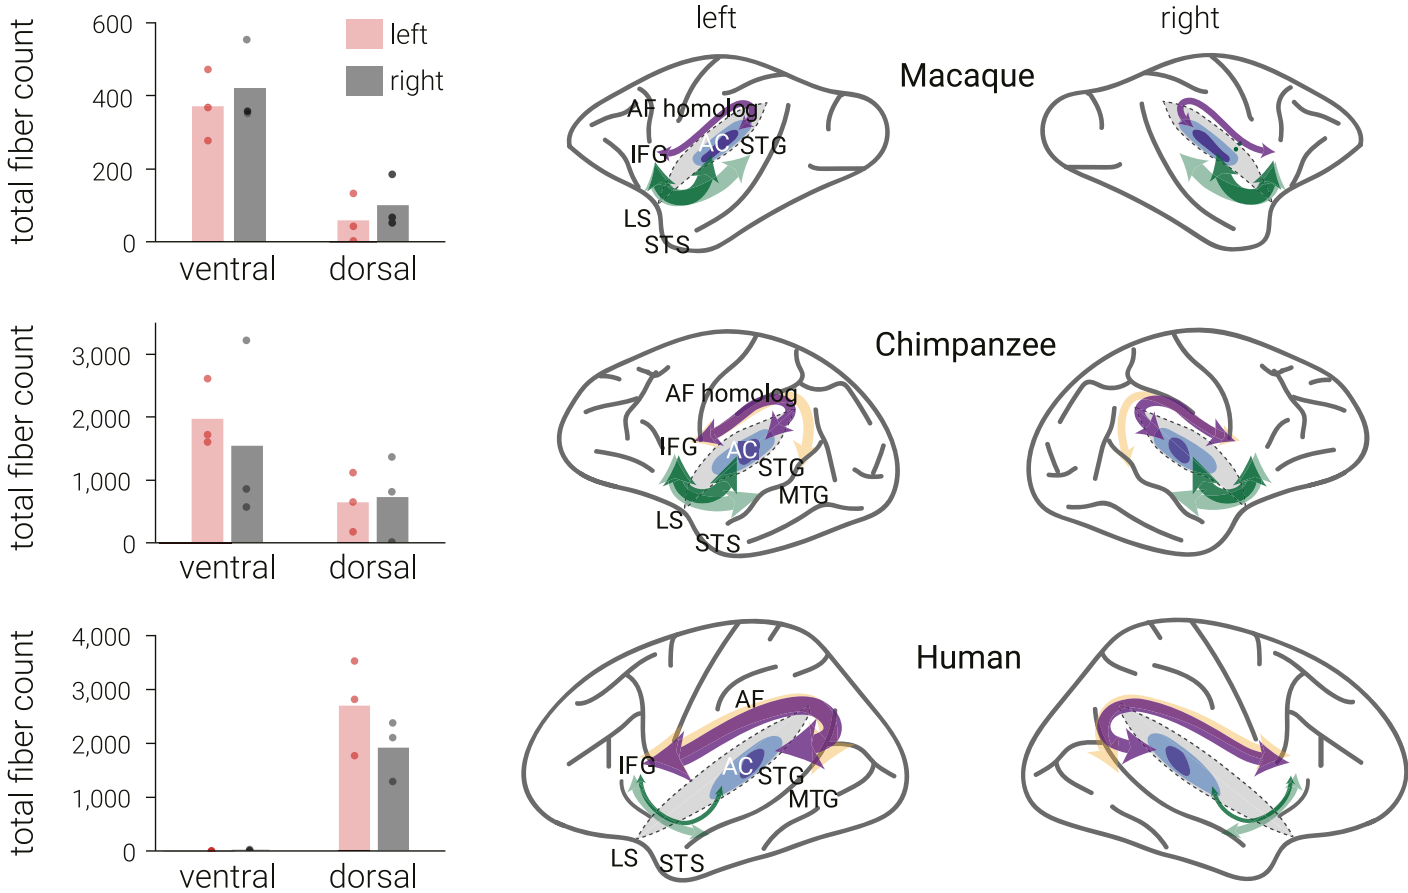 left
right
Macaque
total fiber count
600
400
200
0
left
right
ventral
dorsal
AF homolog
IFG
AC
STG
LS
STS
Chimpanzee
total fiber count
3,000
2,000
1,000
0
ventral
dorsal
AF homolog
IFG
AC
STG
MTG
LS
STS
Human
total fiber count
4,000
3,000
2,000
1,000
0
ventral
dorsal
AF
IFG
AC
STG
MTG
LS
STS